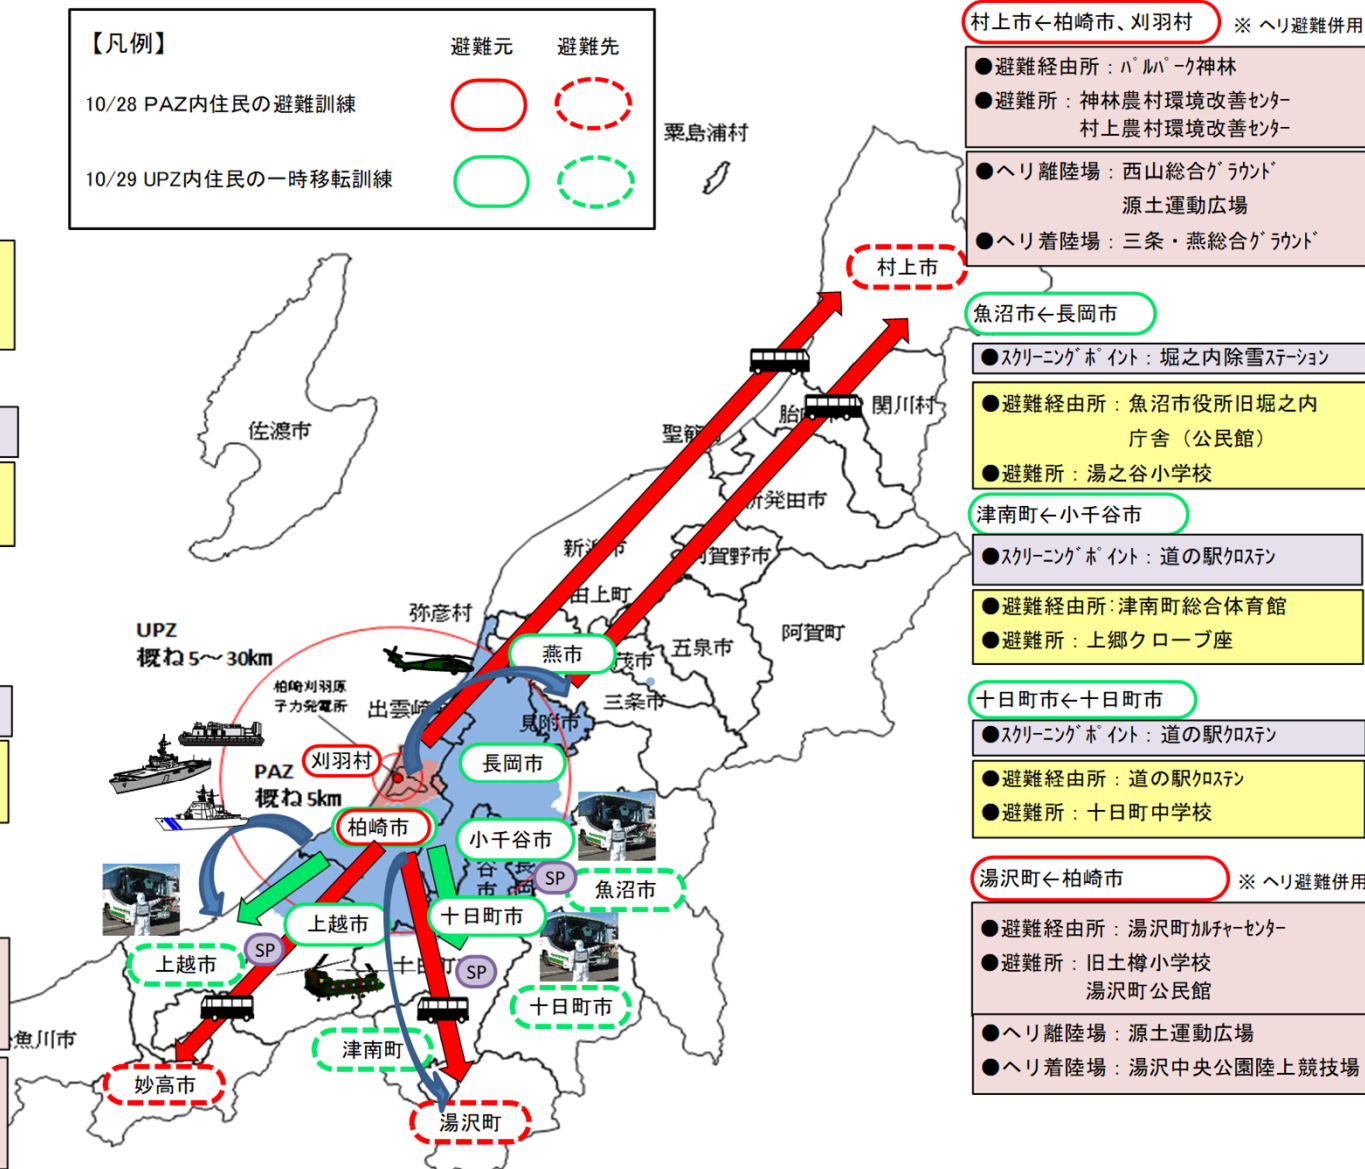 【凡例】
避難元 避難先
10/28 PAZ内住民の避難訓練
10/29 UPZ内住民の一時移転訓練
粟島浦村
村上市
佐渡市
関川村
新発田市
阿賀野市
田上町
弥彦村
五泉市
阿賀町
燕市
三条市
見附市
UPZ
概ね5~30km
柏崎刈羽原
子力発電所
刈羽村
PAZ
概ね5km
長岡市
柏崎市
小千谷市
SP
魚沼市
上越市
十日町市
上越市
SP
SP
十日町市
津南町
魚川市
妙高市
湯沢町
村上市←柏崎市、刈羽村
※ ヘリ避難併用
●避難経由所:パルパーク神林
●避難所:神林農村環境改善センター
村上農村環境改善センター
●ヘリ離陸場:西山総合グラウンド
源土運動広場
●ヘリ着陸場:三条・燕総合グラウンド
魚沼市←長岡市
●スクリーニングポイント:堀之内除雪ステーション
●避難経由所:魚沼市役所旧堀之内
庁舎(公民館)
●避難所:湯之谷小学校
津南町←小千谷市
●スクリーニングポイント:道の駅クロステン
●避難経由所:津南町総合体育館
●避難所:上郷クローブ座
十日町市←十日町市
●スクリーニングポイント:道の駅クロステン
●避難経由所:道の駅クロステン
●避難所:十日町中学校
湯沢町←柏崎市
※ ヘリ避難併用
●避難経由所:湯沢町カルチャーセンター
●避難所:旧土樽小学校
湯沢町公民館
●ヘリ離陸場:源土運動広場
●ヘリ着陸場:湯沢中央公園陸上競技場